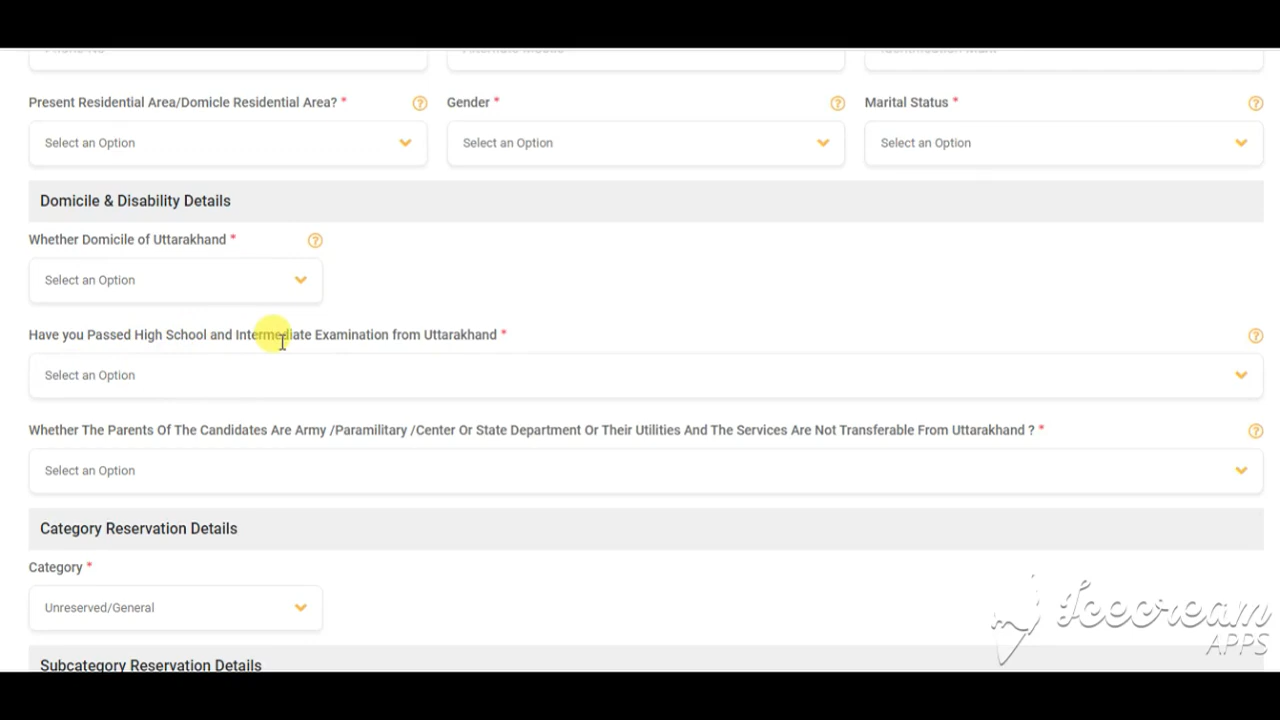 Present Residential Area/Domicle Residential Area? *
Gender *
Marital Status *
Select an Option
Select an Option
Select an Option
Domicile & Disability Details
Whether Domicile of Uttarakhand *
Select an Option
Have you Passed High School and Intermediate Examination from Uttarakhand *
Select an Option
Whether The Parents Of The Candidates Are Army /Paramilitary /Center Or State Department Or Their Utilities And The Services Are Not Transferable From Uttarakhand ? *
Select an Option
Category Reservation Details
Category *
Unreserved/General
Icecream
APPS
Subcategory Reservation Details